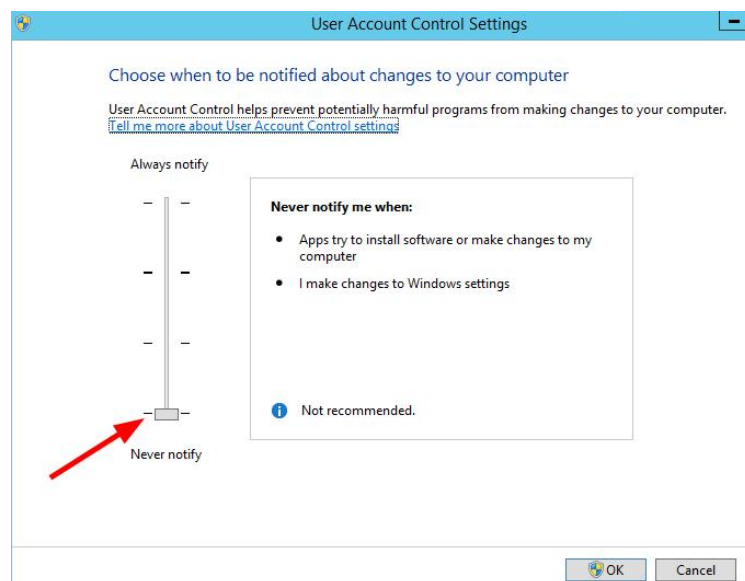 User Account Control Settings
Choose when to be notified about changes to your computer
User Account Control helps prevent potentially harmful programs from making changes to your computer.
Tell me more about User Account Control settings
Always notify
Never notify me when:
Apps try to install software or make changes to my
computer
I make changes to Windows settings
Not recommended.
Never notify
OK
Cancel